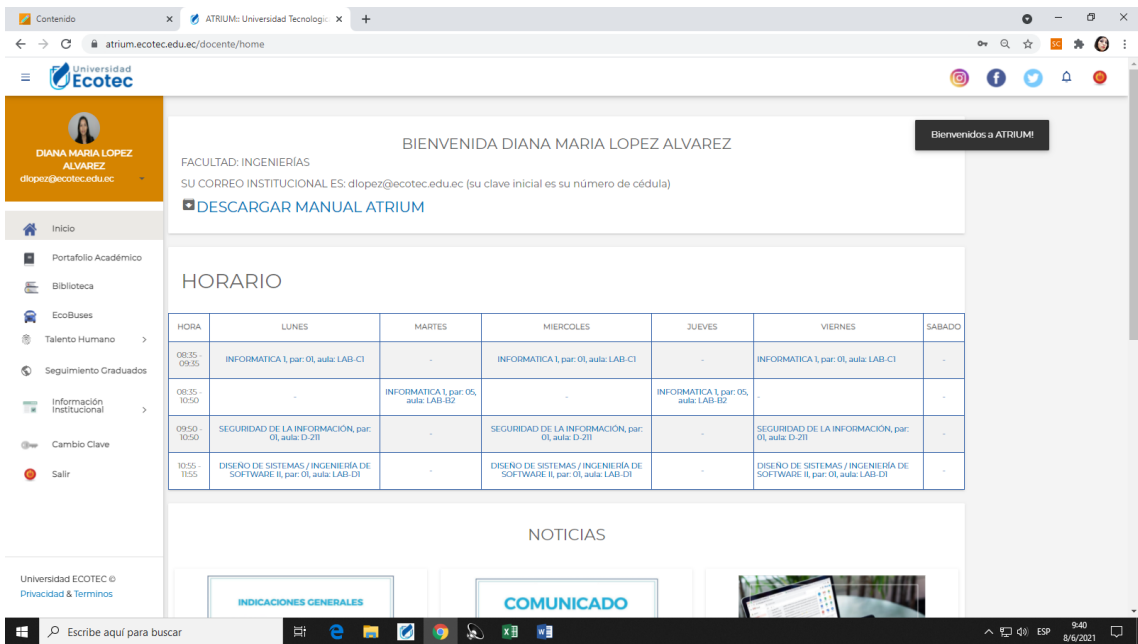 Contenido
ATRIUM:: Universidad Tecnologic
atrium.ecotec.edu.ec/docente/home
SC
Universidad
Ecotec
DIANA MARIA LOPEZ
ALVAREZ
dlopez@ecotec.edu.ec
Inicio
Portafolio Académico
Biblioteca
EcoBuses
Talento Humano
Seguimiento Graduados
Información
Institucional
Cambio Clave
Salir
Universidad ECOTEC ©
Privacidad & Terminos
Bienvenidos a ATRIUM!
BIENVENIDA DIANA MARIA LOPEZ ALVAREZ
FACULTAD: INGENIERÍAS
SU CORREO INSTITUCIONAL ES: dlopez@ecotec.edu.ec (su clave inicial es su número de cédula)
DESCARGAR MANUAL ATRIUM
HORARIO
HORA LUNES MARTES MIERCOLES JUEVES VIERNES SABADO
08:35 - 09:35 INFORMATICA 1, par: 01, aula: LAB-C1 - INFORMATICA 1, par: 01, aula: LAB-C1 - INFORMATICA 1, par: 01, aula: LAB-C1 -
08:35 - 10:50 - INFORMATICA 1, par: 05, aula: LAB-B2 - INFORMATICA 1, par: 05, aula: LAB-B2 - -
09:50 - 10:50 SEGURIDAD DE LA INFORMACIÓN, par: 01, aula: D-211 - SEGURIDAD DE LA INFORMACIÓN, par: 01, aula: D-211 - SEGURIDAD DE LA INFORMACIÓN, par: 01, aula: D-211 -
10:55 - 11:55 DISEÑO DE SISTEMAS / INGENIERÍA DE SOFTWARE II, par: 01, aula: LAB-D1 - DISEÑO DE SISTEMAS / INGENIERÍA DE SOFTWARE II, par: 01, aula: LAB-D1 - DISEÑO DE SISTEMAS / INGENIERÍA DE SOFTWARE II, par: 01, aula: LAB-D1 -
NOTICIAS
INDICACIONES GENERALES
COMUNICADO
Escribe aquí para buscar
ESP
9:40
8/6/2021